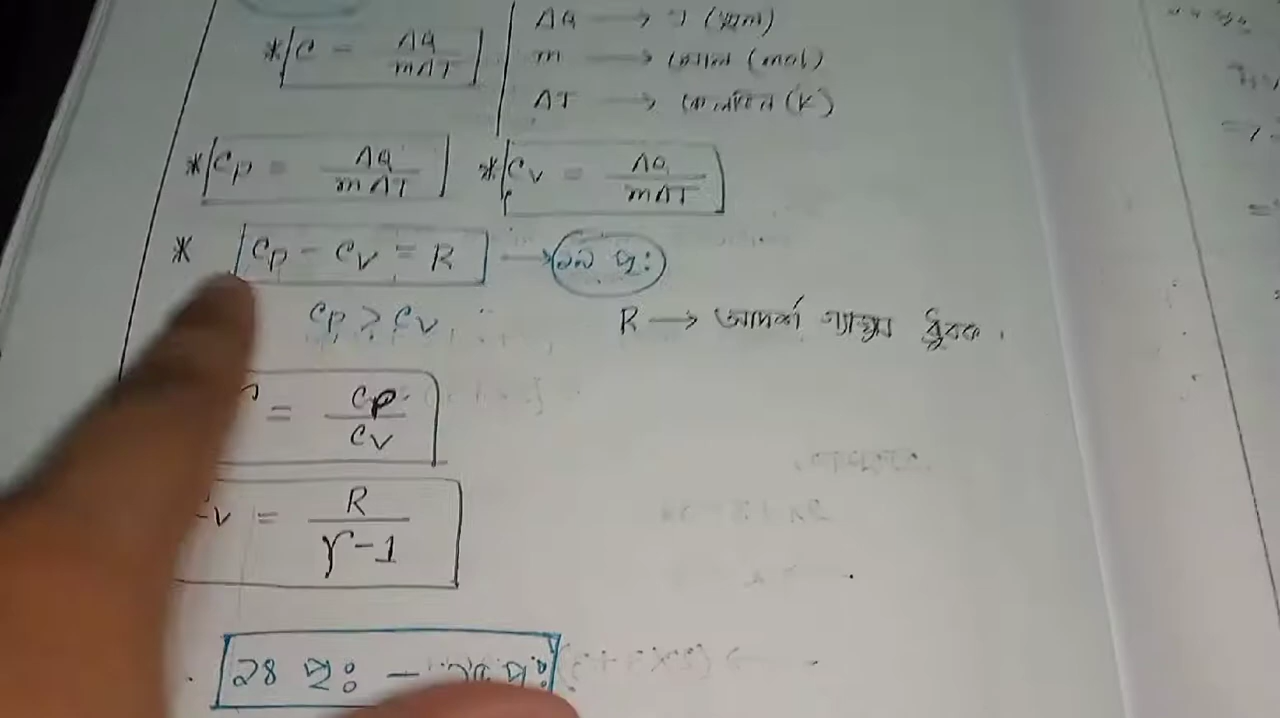 ΔQ → J (জুল)
* C = ΔQ / mΔT
m → মোল (mol)
ΔT → কেলভিন (K)
* Cp = ΔQ / mΔT * Cv = ΔQ / mΔT
* Cp - Cv = R →
Cp > Cv
R → আদর্শ গ্যাস ধ্রুবক।
= Cp / Cv
v = R / γ-1
২৪ পৃঃ — পৃঃ